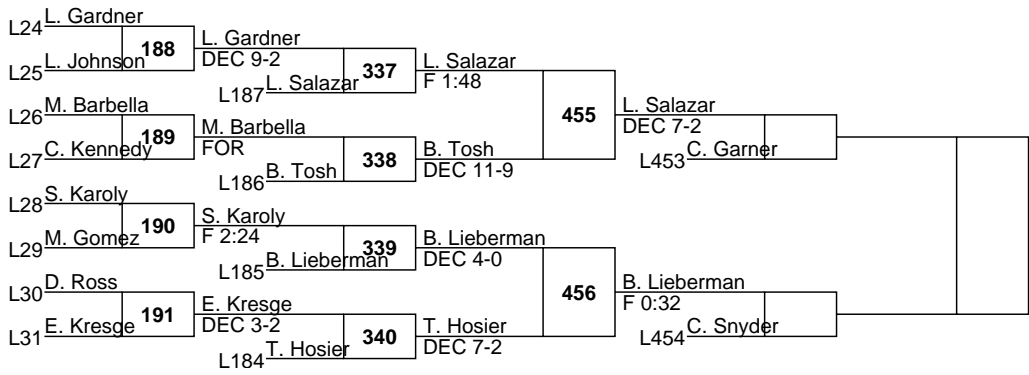 L24 L. Gardner
188
L25 L. Johnson
L. Gardner
DEC 9-2
337
L187 L. Salazar
L. Salazar
F 1:48
L26 M. Barbella
189
L27 C. Kennedy
M. Barbella
FOR
338
L186 B. Tosh
B. Tosh
DEC 11-9
455
L. Salazar
DEC 7-2
L453 C. Garner
L28 S. Karoly
190
L29 M. Gomez
S. Karoly
F 2:24
339
L185 B. Lieberman
B. Lieberman
DEC 4-0
L30 D. Ross
191
L31 E. Kresge
E. Kresge
DEC 3-2
340
L184 T. Hosier
T. Hosier
DEC 7-2
456
B. Lieberman
F 0:32
L454 C. Snyder